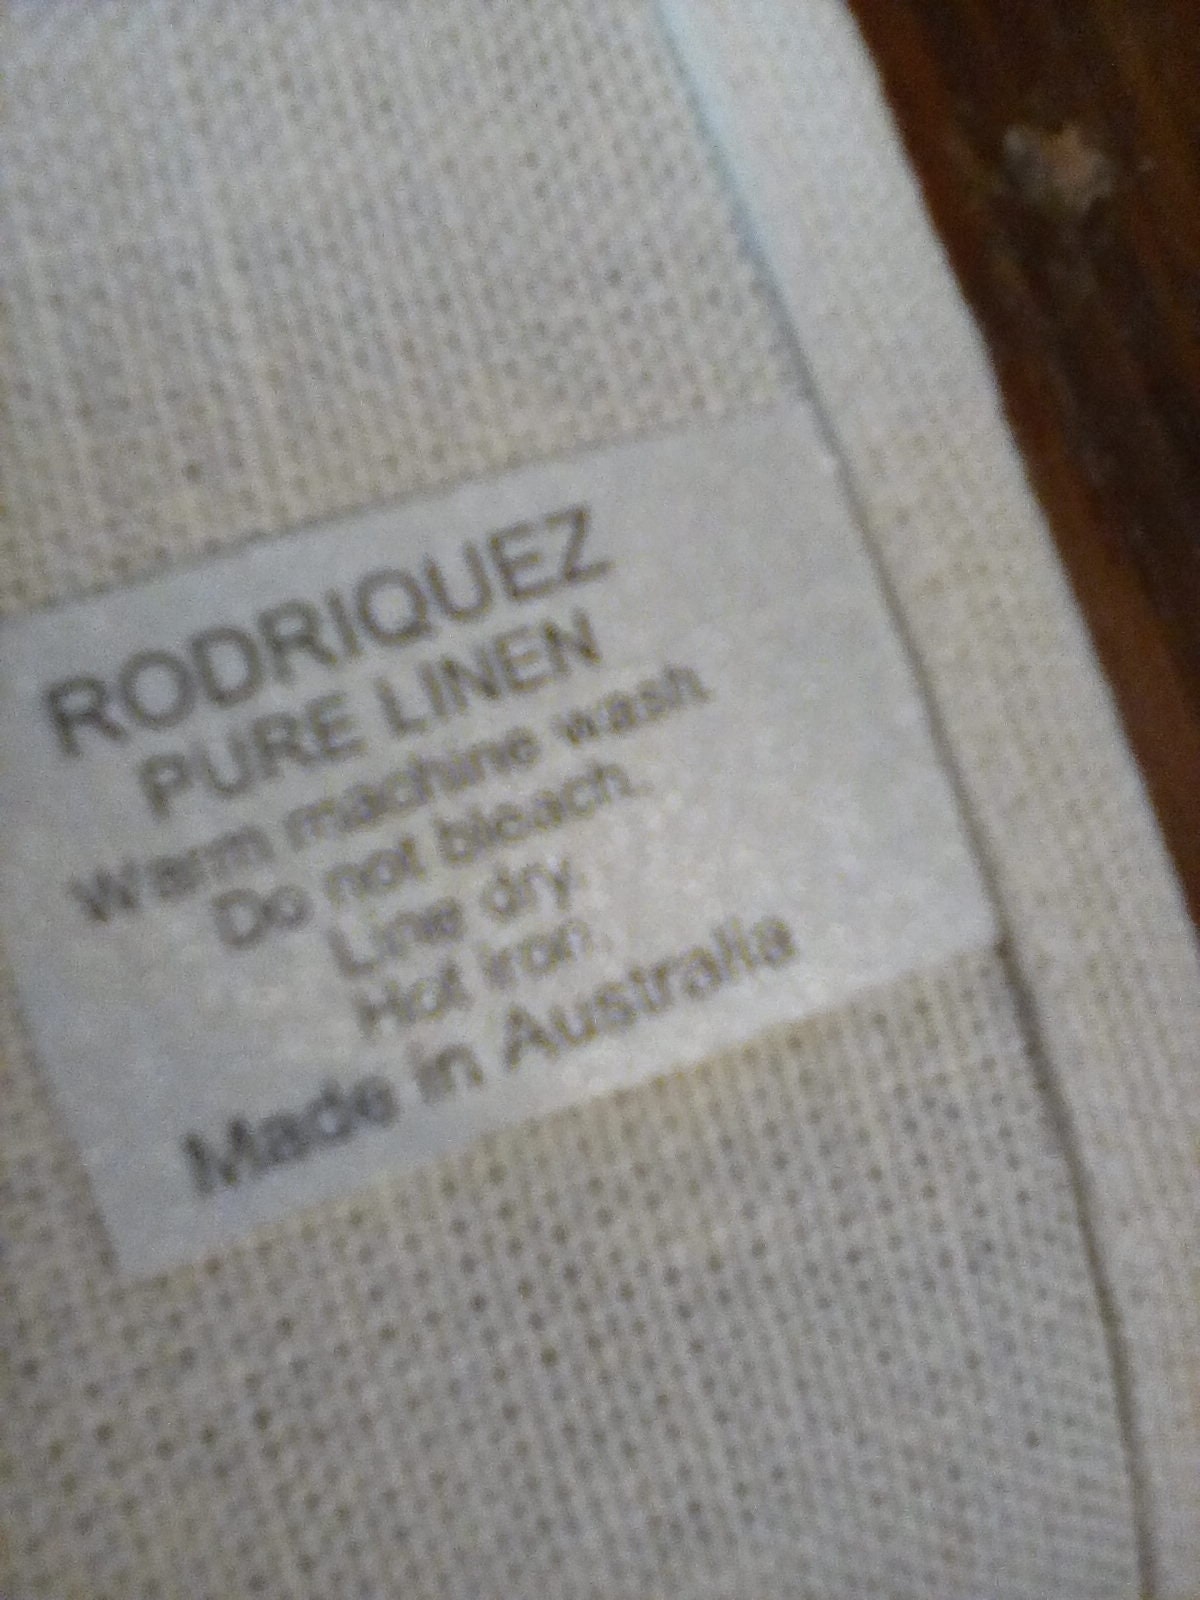 RODRIQUEZ
PURE LINEN
Warm machine wash.
Do not bleach.
Line dry.
Hot iron.
Made in Australia